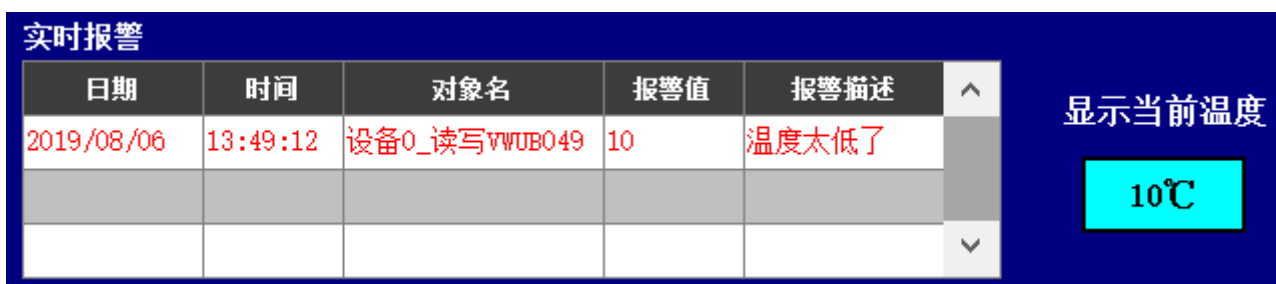 实时报警
日期 时间 对象名 报警值 报警描述
2019/08/06 13:49:12 设备0_读写VWUB049 10 温度太低了
显示当前温度
10℃